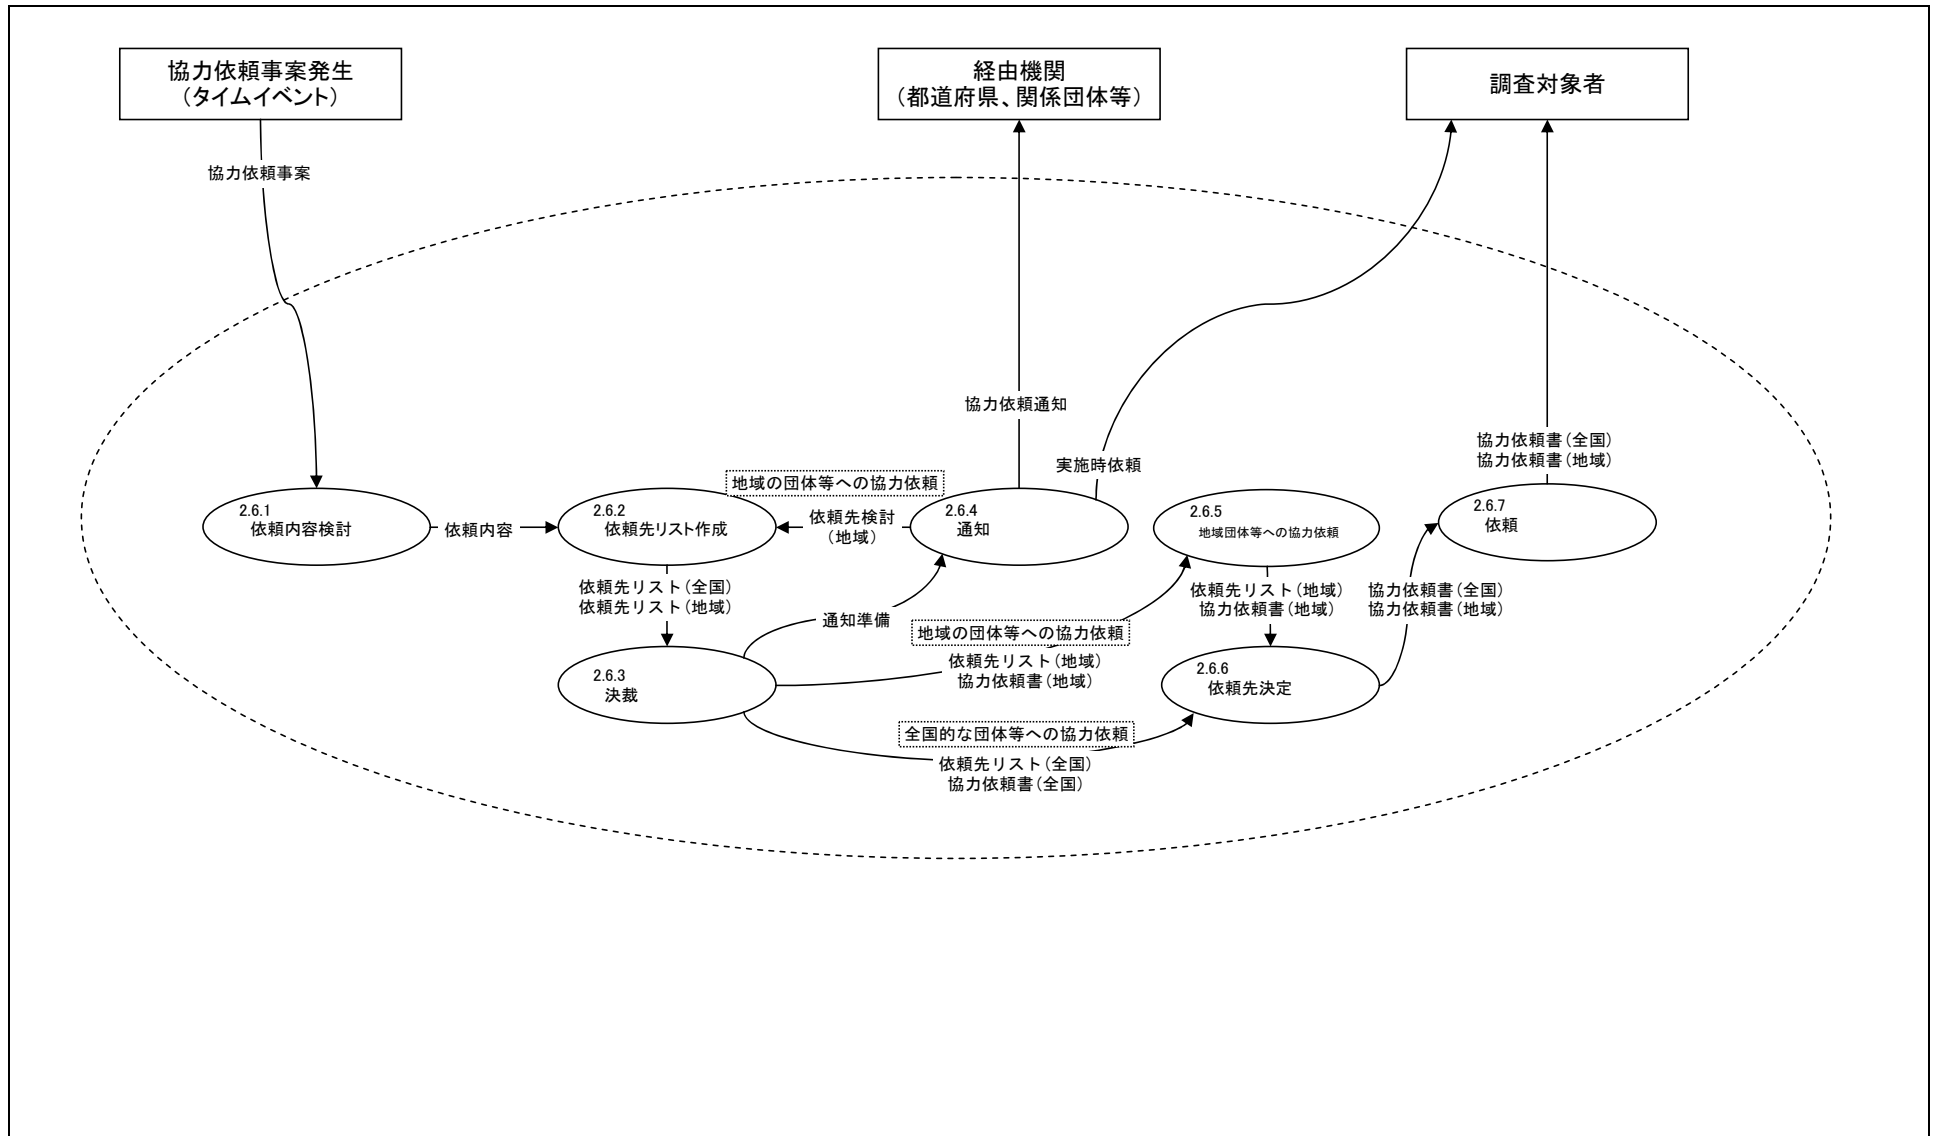 協力依頼事案発生
（タイムイベント）
経由機関
（都道府県、関係団体等）
調査対象者
協力依頼事案
協力依頼通知
実施時依頼
協力依頼書(全国)
協力依頼書(地域)
地域の団体等への協力依頼
2.6.1
依頼内容検討
依頼内容
2.6.2
依頼先リスト作成
依頼先検討
(地域)
2.6.4
通知
2.6.5
地域団体等への協力依頼
2.6.7
依頼
依頼先リスト(全国)
依頼先リスト(地域)
通知準備
依頼先リスト(地域)
協力依頼書(地域)
協力依頼書(全国)
協力依頼書(地域)
地域の団体等への協力依頼
依頼先リスト(地域)
協力依頼書(地域)
2.6.3
決裁
2.6.6
依頼先決定
全国的な団体等への協力依頼
依頼先リスト(全国)
協力依頼書(全国)